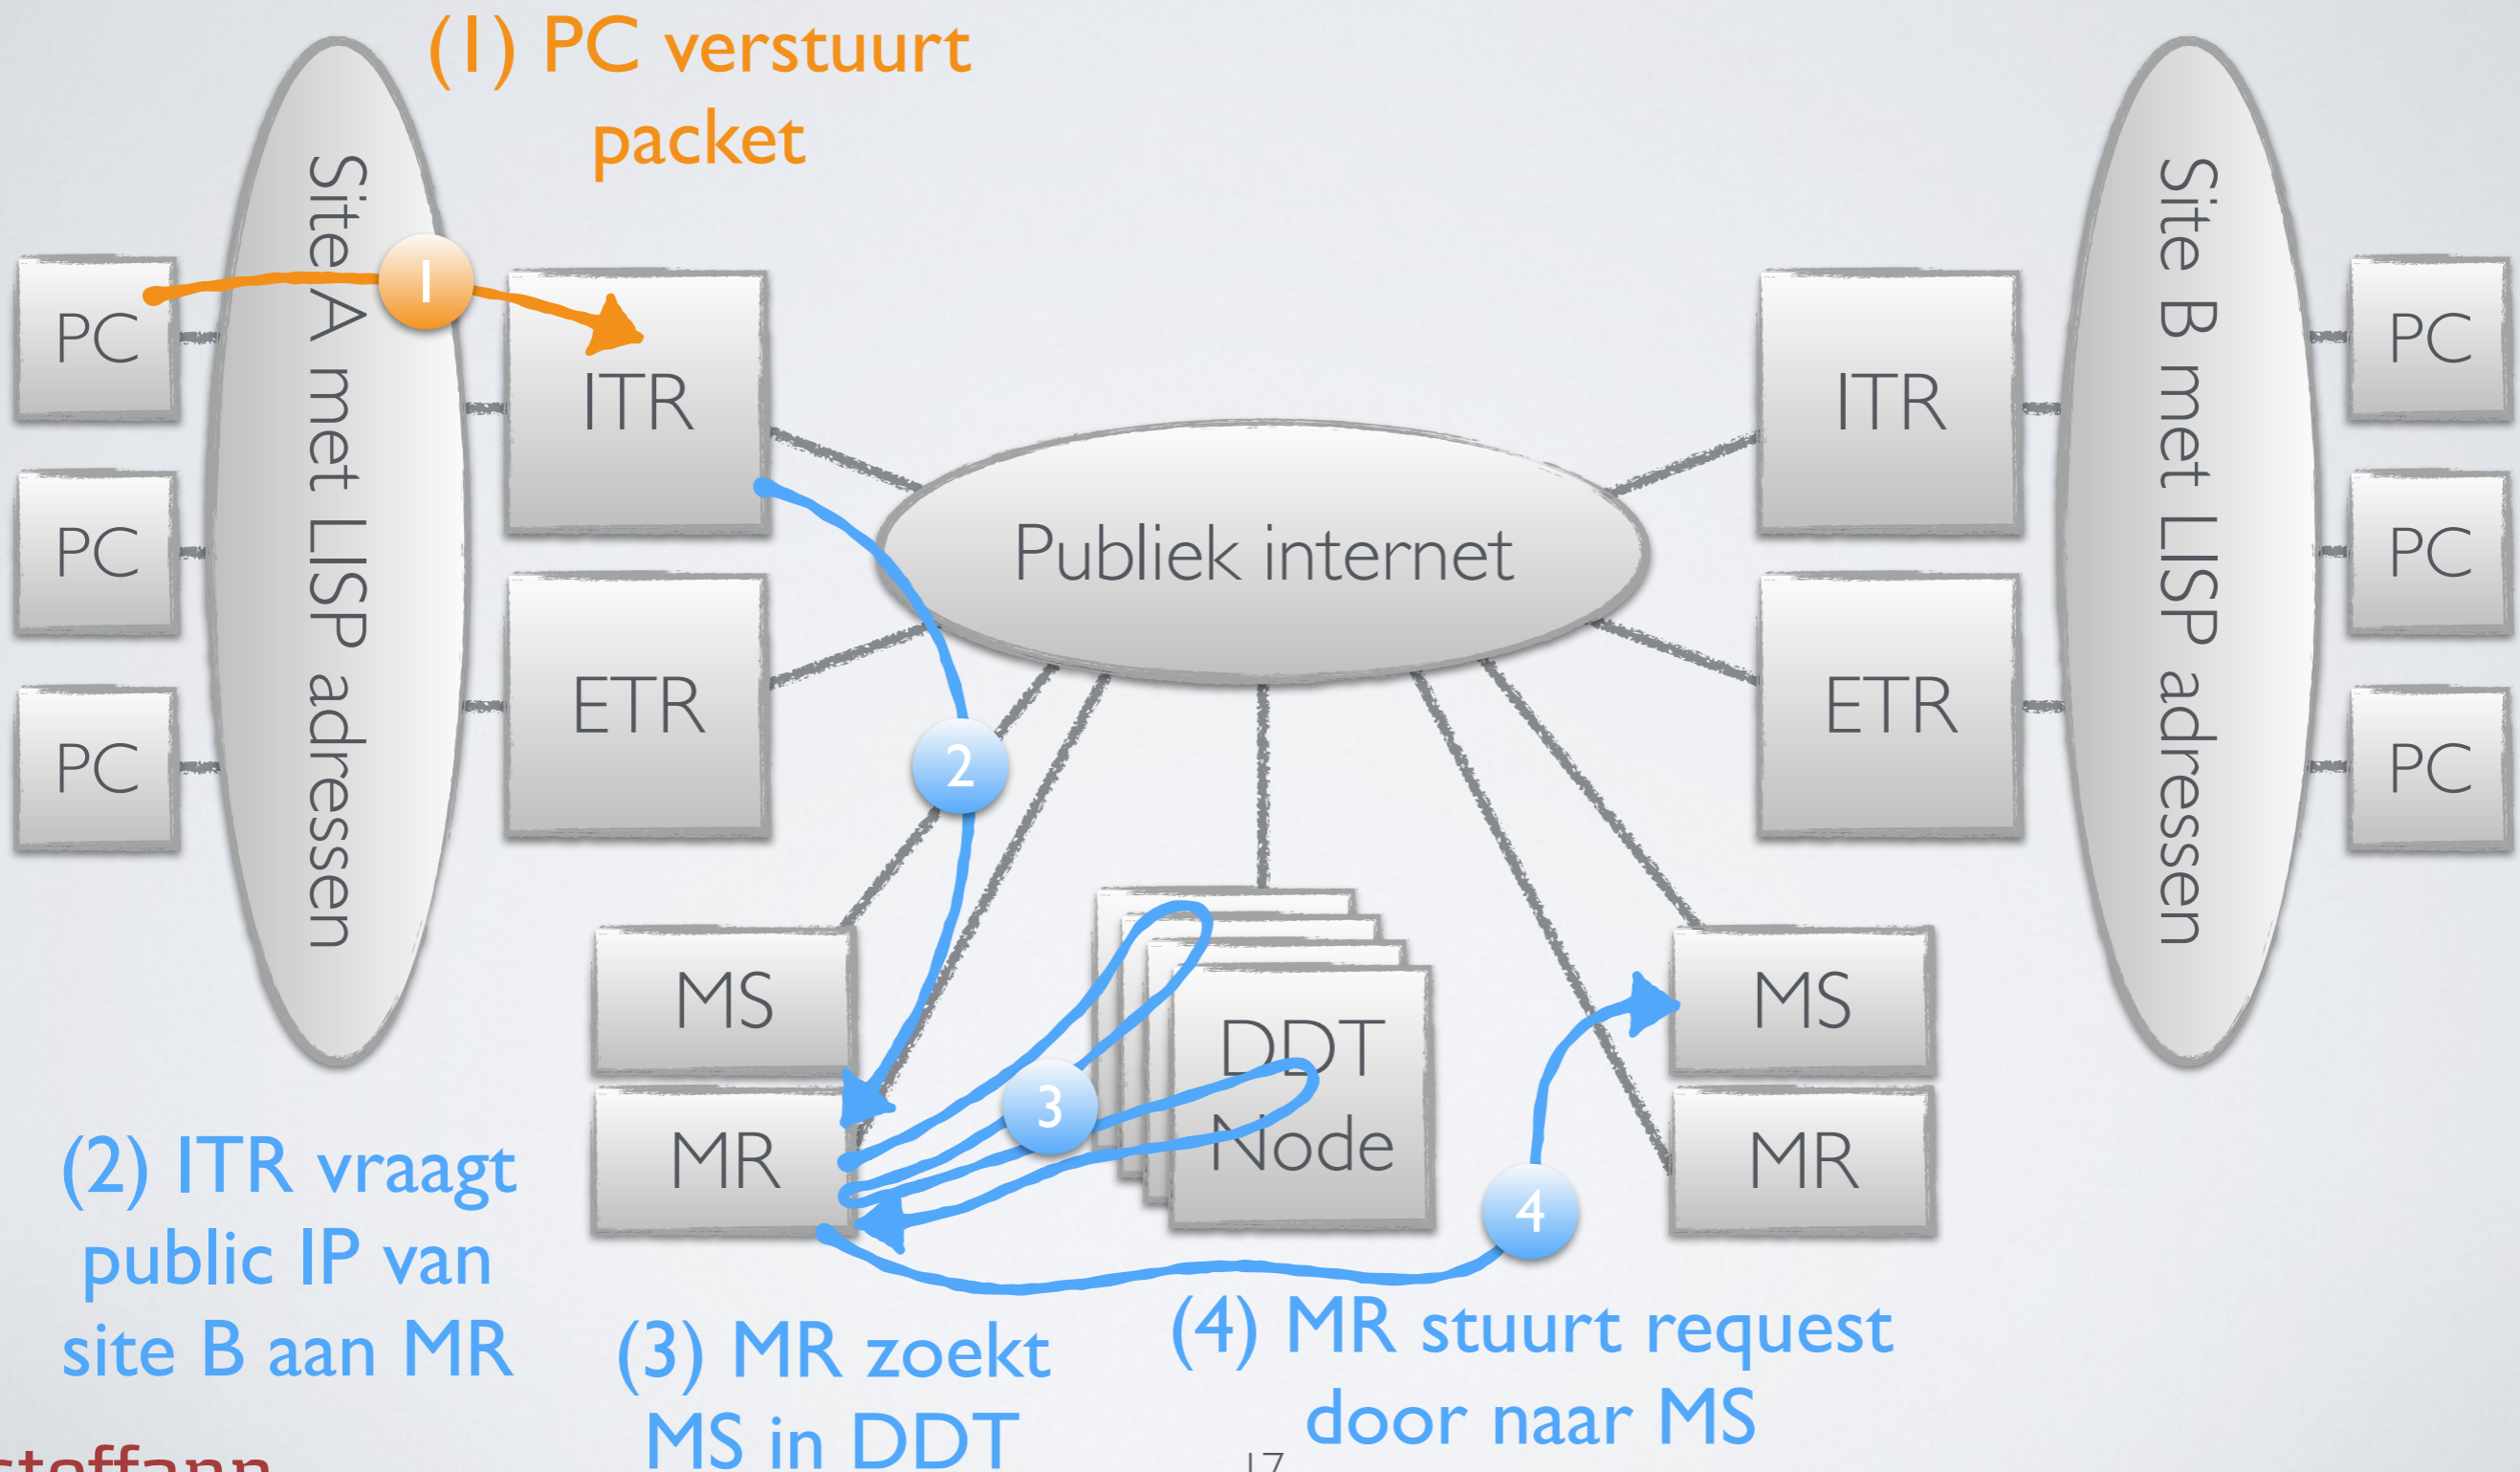 (1) PC verstuurt
packet
Site A met LISP adressen
PC
PC
PC
1
ITR
ETR
Publiek internet
ITR
ETR
Site B met LISP adressen
PC
PC
PC
2
MS
MR
3
DDT
Node
4
MS
MR
(2) ITR vraagt
public IP van
site B aan MR
(3) MR zoekt
MS in DDT
(4) MR stuurt request
door naar MS
17